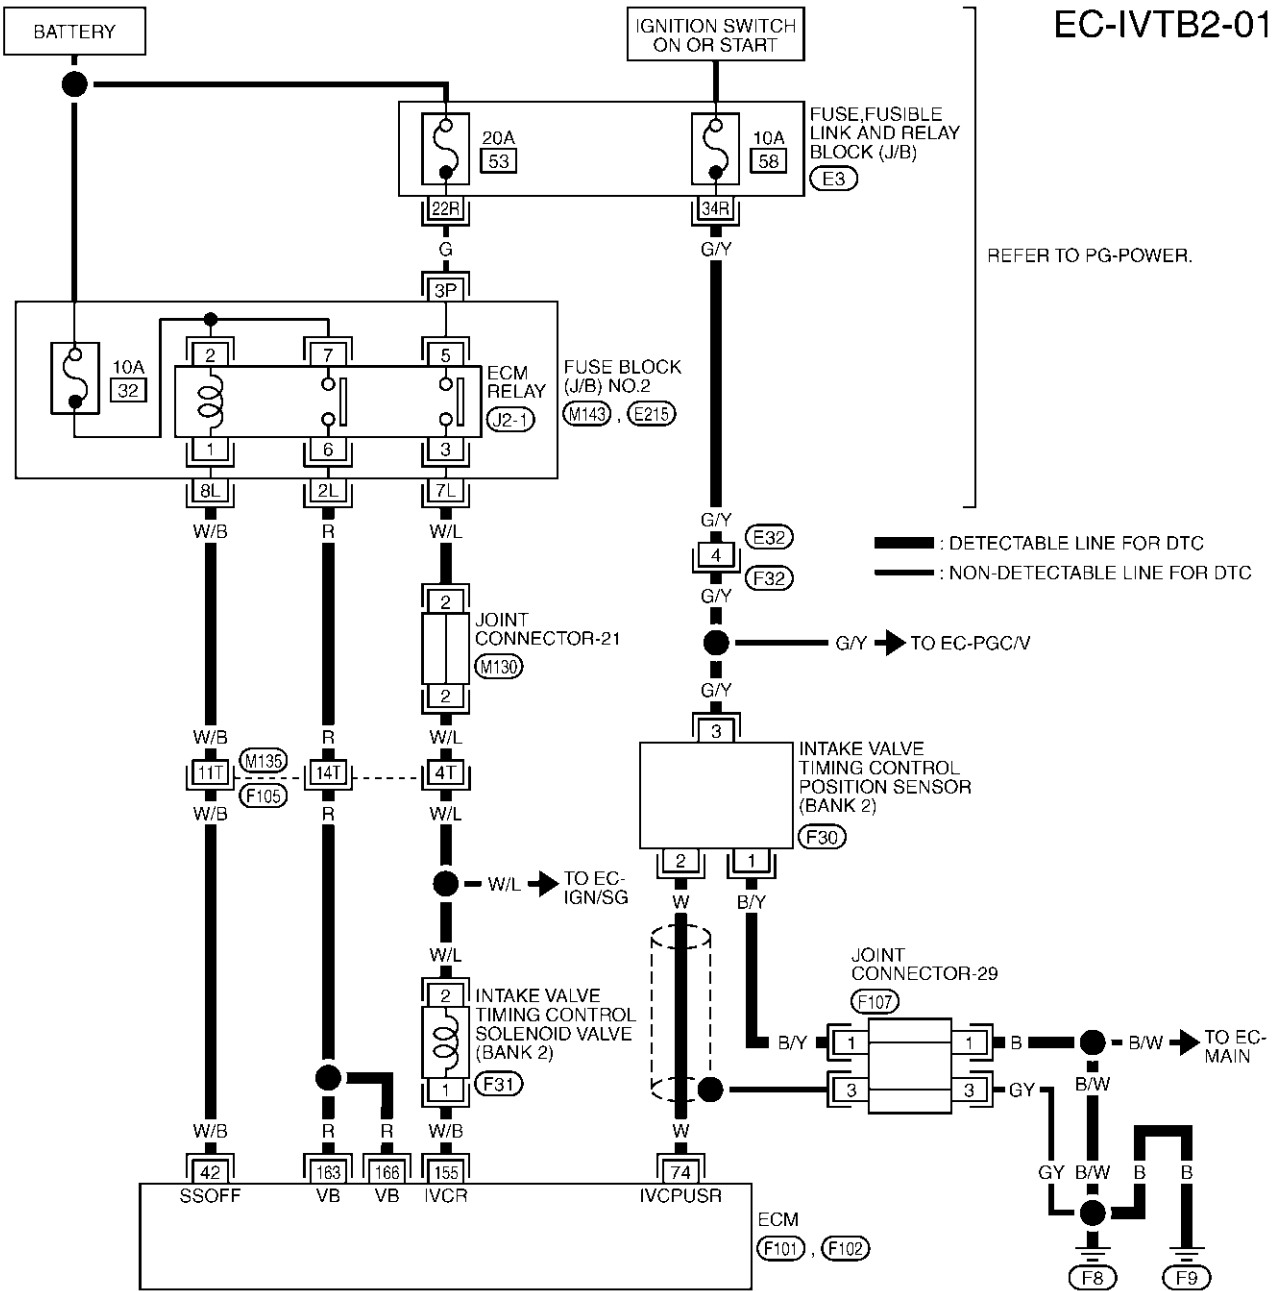 EC-IVTB2-01
BATTERY
IGNITION SWITCH
ON OR START
FUSE,FUSIBLE
LINK AND RELAY
BLOCK (J/B)
E3
20A
53
10A
58
22R
34R
G
G/Y
REFER TO PG-POWER.
3P
10A
32
2
7
5
ECM
RELAY
J2-1
FUSE BLOCK
(J/B) NO.2
M143 , E215
1
6
3
8L
2L
7L
W/B
R
W/L
G/Y
4
E32
F32
G/Y
: DETECTABLE LINE FOR DTC
: NON-DETECTABLE LINE FOR DTC
2
JOINT
CONNECTOR-21
M130
2
G/Y
TO EC-PGC/V
G/Y
3
W/B
R
W/L
11T
M135
F105
14T
4T
W/B
R
W/L
INTAKE VALVE
TIMING CONTROL
POSITION SENSOR
(BANK 2)
F30
2
1
W
B/Y
W/L
TO EC-
IGN/SG
W/L
2
INTAKE VALVE
TIMING CONTROL
SOLENOID VALVE
(BANK 2)
F31
1
JOINT
CONNECTOR-29
F107
B/Y
1
1
B
B/W
TO EC-
MAIN
3
3
GY
B/W
W/B
R
R
W/B
W
GY
B/W
B
B
42
163
166
155
74
SSOFF
VB
VB
IVCR
IVCPUSR
ECM
F101 , F102
F8
F9